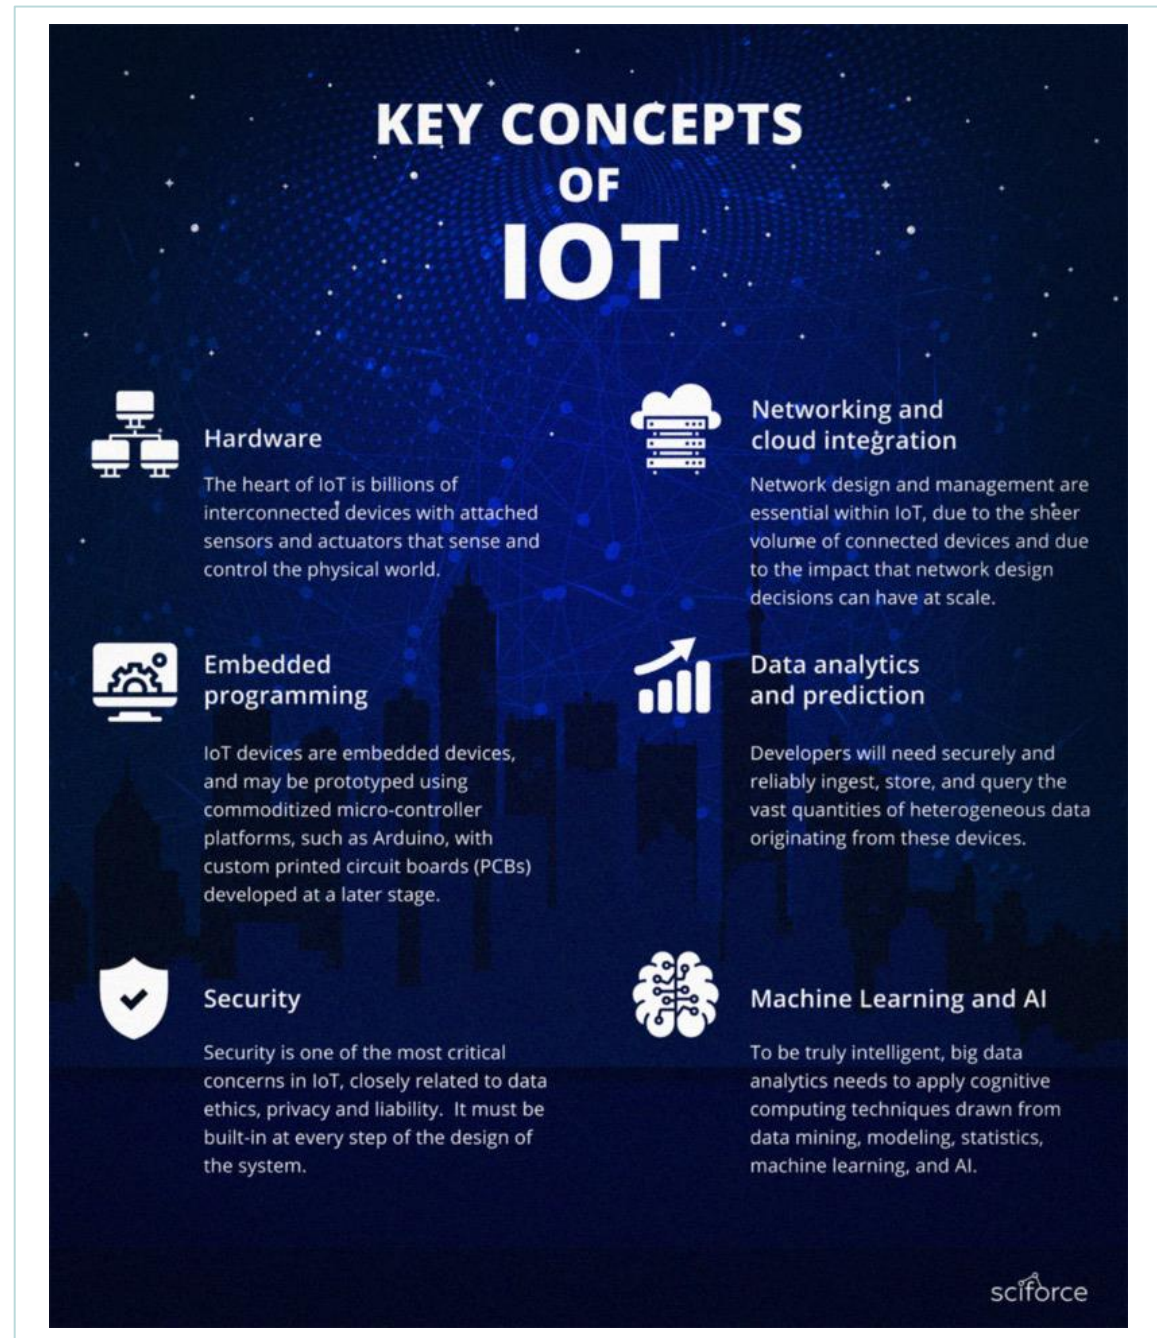 KEY CONCEPTS
OF
IOT
Hardware
The heart of IoT is billions of
interconnected devices with attached
sensors and actuators that sense and
control the physical world.
Networking and
cloud integration
Network design and management are
essential within IoT, due to the sheer
volume of connected devices and due
to the impact that network design
decisions can have at scale.
Embedded
programming
IoT devices are embedded devices,
and may be prototyped using
commoditized micro-controller
platforms, such as Arduino, with
custom printed circuit boards (PCBs)
developed at a later stage.
Data analytics
and prediction
Developers will need securely and
reliably ingest, store, and query the
vast quantities of heterogeneous data
originating from these devices.
Security
Security is one of the most critical
concerns in IoT, closely related to data
ethics, privacy and liability.  It must be
built-in at every step of the design of
the system.
Machine Learning and AI
To be truly intelligent, big data
analytics needs to apply cognitive
computing techniques drawn from
data mining, modeling, statistics,
machine learning, and AI.
sciforce